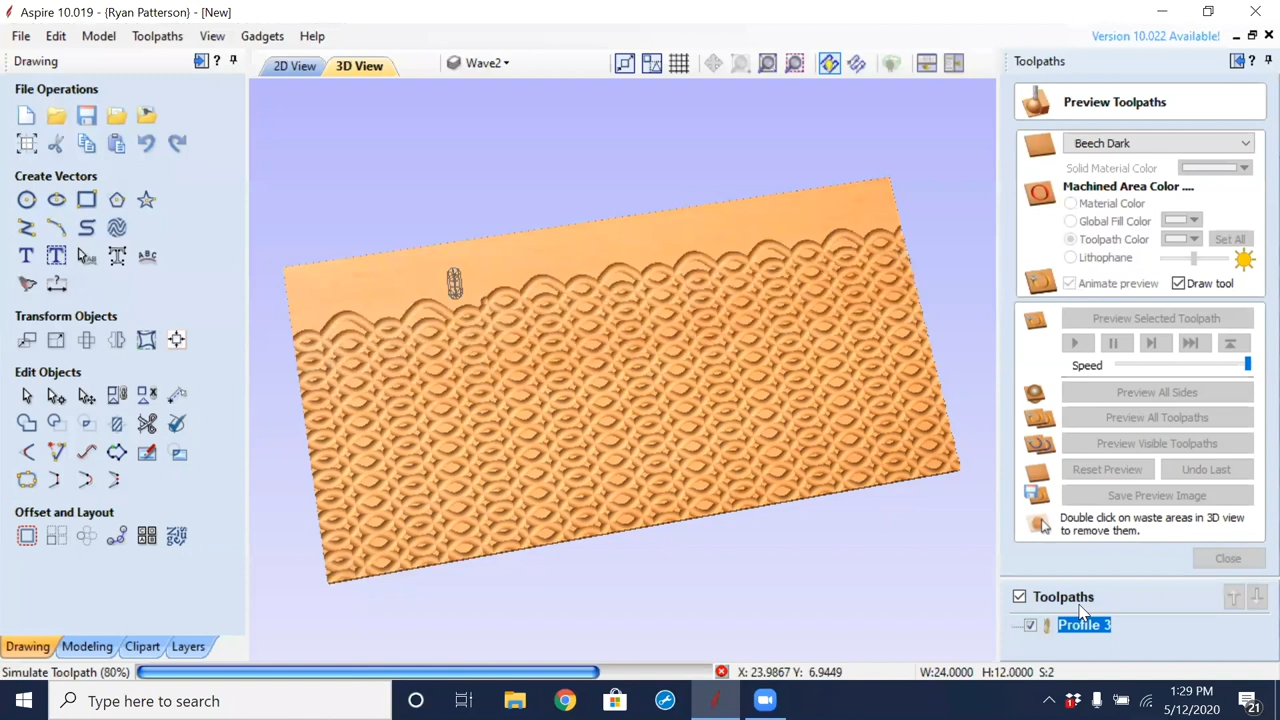 Aspire 10.019 - {Ryan Patterson} - [New]
File Edit Model Toolpaths View Gadgets Help
Version 10.022 Available!
Drawing
2D View 3D View
Wave2
Toolpaths
File Operations
Create Vectors
Transform Objects
Edit Objects
Offset and Layout
Drawing Modeling Clipart Layers
Preview Toolpaths
Beech Dark
Solid Material Color
Machined Area Color ....
Material Color
Global Fill Color
Toolpath Color Set All
Lithophane
Animate preview Draw tool
Preview Selected Toolpath
Speed
Preview All Sides
Preview All Toolpaths
Preview Visible Toolpaths
Reset Preview Undo Last
Save Preview Image
Double click on waste areas in 3D view
to remove them.
Close
Toolpaths
Profile 3
Simulate Toolpath (80%)
X: 23.9867 Y: 6.9449
W:24.0000 H:12.0000 S:2
Type here to search
1:29 PM
5/12/2020
21